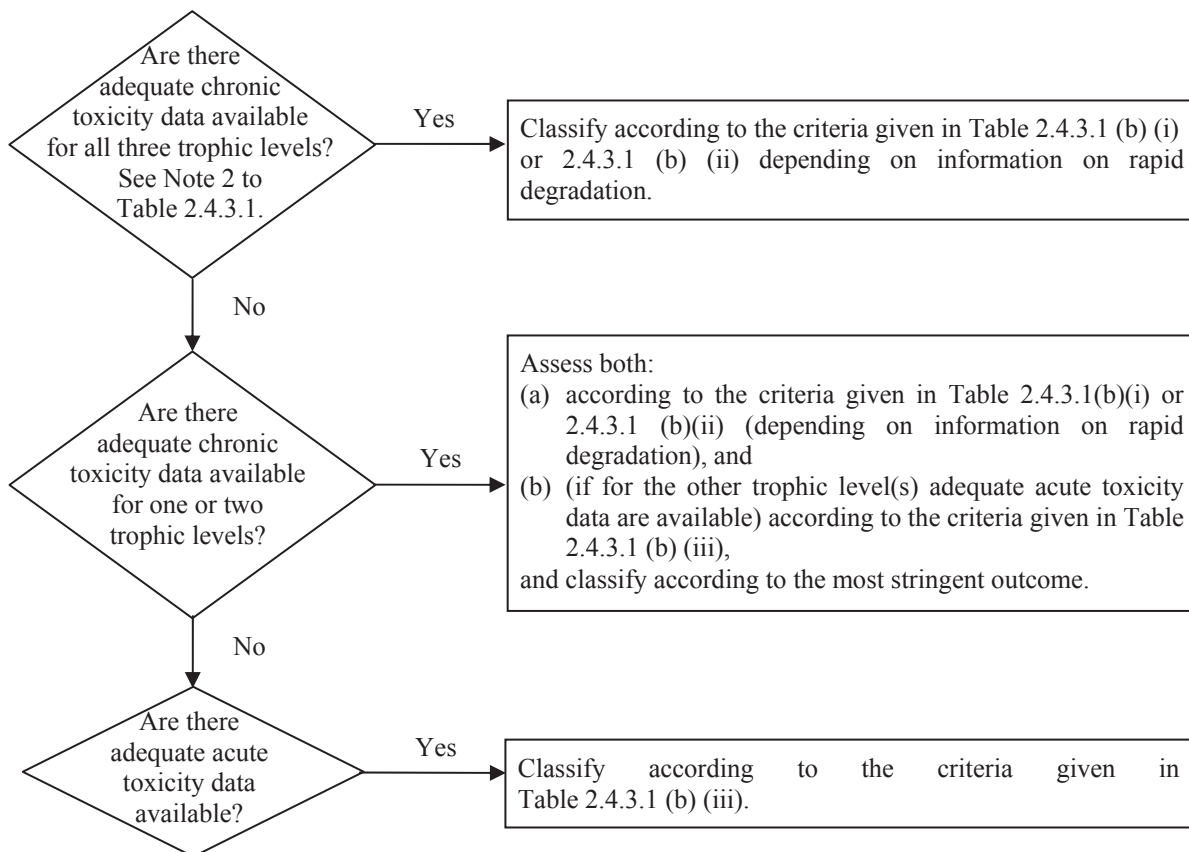 Are there
adequate chronic
toxicity data available
for all three trophic levels?
See Note 2 to
Table 2.4.3.1.
Yes
Classify according to the criteria given in Table 2.4.3.1 (b) (i)
or 2.4.3.1 (b) (ii) depending on information on rapid
degradation.
No
Are there
adequate chronic
toxicity data available
for one or two
trophic levels?
Yes
Assess both:
(a) according to the criteria given in Table 2.4.3.1(b)(i) or
2.4.3.1 (b)(ii) (depending on information on rapid
degradation), and
(b) (if for the other trophic level(s) adequate acute toxicity
data are available) according to the criteria given in Table
2.4.3.1 (b) (iii),
and classify according to the most stringent outcome.
No
Are there
adequate acute
toxicity data
available?
Yes
Classify according to the criteria given in
Table 2.4.3.1 (b) (iii).